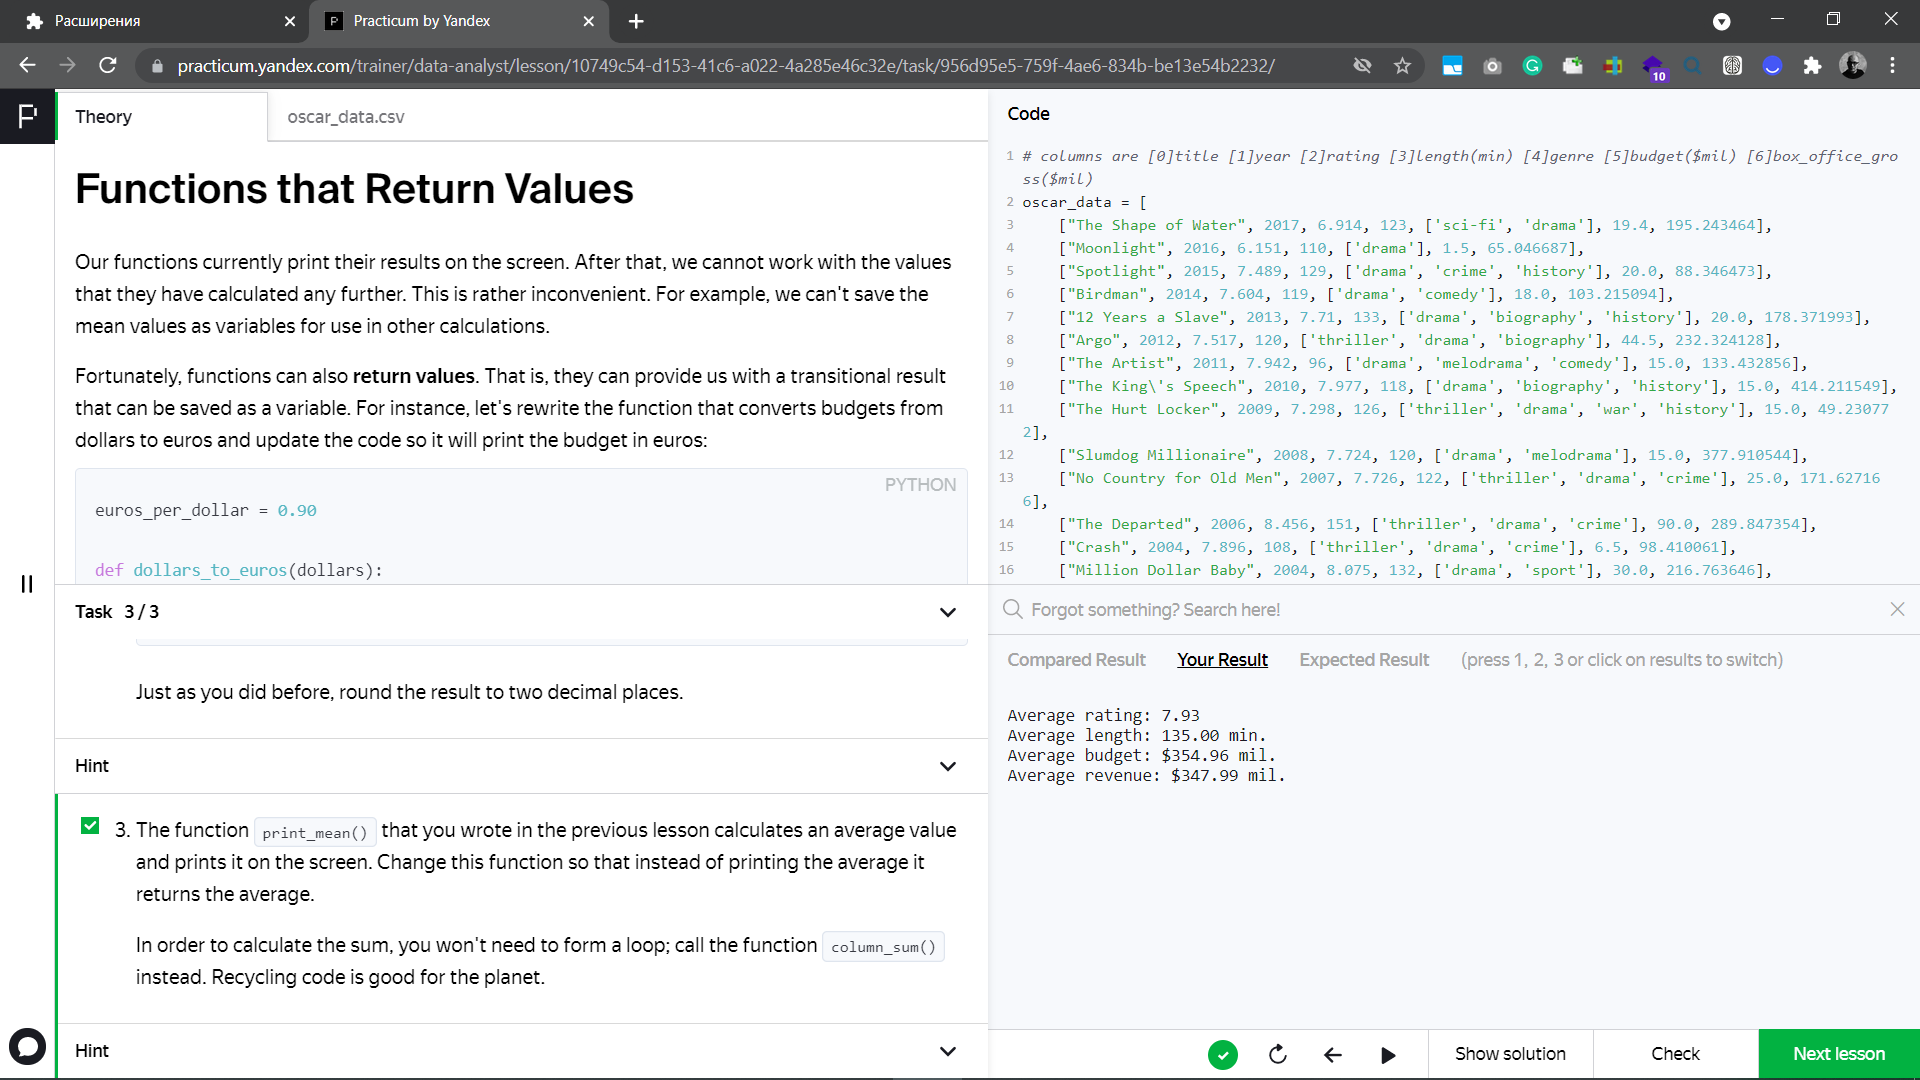 Расширения
Practicum by Yandex
practicum.yandex.com/trainer/data-analyst/lesson/10749c54-d153-41c6-a022-4a285e46c32e/task/956d95e5-759f-4ae6-834b-be13e54b2232/
10
Theory
oscar_data.csv
Functions that Return Values
Our functions currently print their results on the screen. After that, we cannot work with the values
that they have calculated any further. This is rather inconvenient. For example, we can't save the
mean values as variables for use in other calculations.
Fortunately, functions can also return values. That is, they can provide us with a transitional result
that can be saved as a variable. For instance, let's rewrite the function that converts budgets from
dollars to euros and update the code so it will print the budget in euros:
PYTHON
euros_per_dollar = 0.90
def dollars_to_euros(dollars):
Task 3 / 3
Just as you did before, round the result to two decimal places.
Hint
3. The function print_mean() that you wrote in the previous lesson calculates an average value
and prints it on the screen. Change this function so that instead of printing the average it
returns the average.
In order to calculate the sum, you won't need to form a loop; call the function column_sum()
instead. Recycling code is good for the planet.
Hint
Code
1 # columns are [0]title [1]year [2]rating [3]length(min) [4]genre [5]budget($mil) [6]box_office_gro
ss($mil)
2 oscar_data = [
3 ["The Shape of Water", 2017, 6.914, 123, ['sci-fi', 'drama'], 19.4, 195.243464],
4 ["Moonlight", 2016, 6.151, 110, ['drama'], 1.5, 65.046687],
5 ["Spotlight", 2015, 7.489, 129, ['drama', 'crime', 'history'], 20.0, 88.346473],
6 ["Birdman", 2014, 7.604, 119, ['drama', 'comedy'], 18.0, 103.215094],
7 ["12 Years a Slave", 2013, 7.71, 133, ['drama', 'biography', 'history'], 20.0, 178.371993],
8 ["Argo", 2012, 7.517, 120, ['thriller', 'drama', 'biography'], 44.5, 232.324128],
9 ["The Artist", 2011, 7.942, 96, ['drama', 'melodrama', 'comedy'], 15.0, 133.432856],
10 ["The King\'s Speech", 2010, 7.977, 118, ['drama', 'biography', 'history'], 15.0, 414.211549],
11 ["The Hurt Locker", 2009, 7.298, 126, ['thriller', 'drama', 'war', 'history'], 15.0, 49.23077
2],
12 ["Slumdog Millionaire", 2008, 7.724, 120, ['drama', 'melodrama'], 15.0, 377.910544],
13 ["No Country for Old Men", 2007, 7.726, 122, ['thriller', 'drama', 'crime'], 25.0, 171.62716
6],
14 ["The Departed", 2006, 8.456, 151, ['thriller', 'drama', 'crime'], 90.0, 289.847354],
15 ["Crash", 2004, 7.896, 108, ['thriller', 'drama', 'crime'], 6.5, 98.410061],
16 ["Million Dollar Baby", 2004, 8.075, 132, ['drama', 'sport'], 30.0, 216.763646],
Forgot something? Search here!
Compared Result Your Result Expected Result (press 1, 2, 3 or click on results to switch)
Average rating: 7.93
Average length: 135.00 min.
Average budget: $354.96 mil.
Average revenue: $347.99 mil.
Show solution
Check
Next lesson